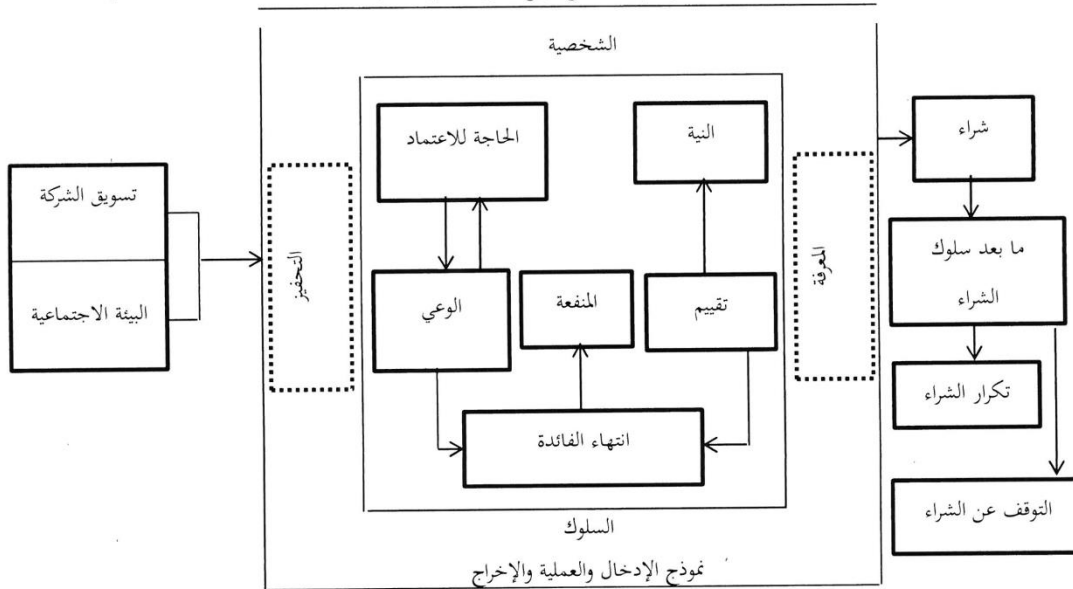 الشخصية
شراء
النية
الحاجة للاعتماد
تسويق الشركة
ما بعد سلوك
الشراء
المعرفة
التحفيز
تقييم
المنفعة
الوعي
البيئة الاجتماعية
تكرار الشراء
انتهاء الفائدة
التوقف عن الشراء
السلوك
نموذج الإدخال والعملية والإخراج